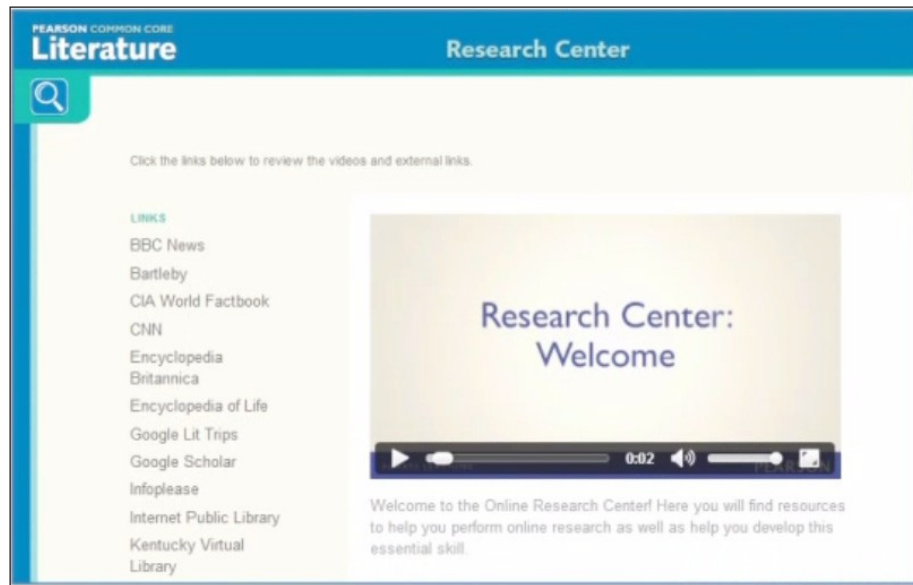 PEARSON COMMON CORE
Literature
Research Center
Click the links below to review the videos and external links.
LINKS
BBC News
Bartleby
CIA World Factbook
CNN
Encyclopedia
Britannica
Encyclopedia of Life
Google Lit Trips
Google Scholar
Infoplease
Internet Public Library
Kentucky Virtual
Library
Research Center:
Welcome
0:02
PEARSON
Welcome to the Online Research Center! Here you will find resources
to help you perform online research as well as help you develop this
essential skill.